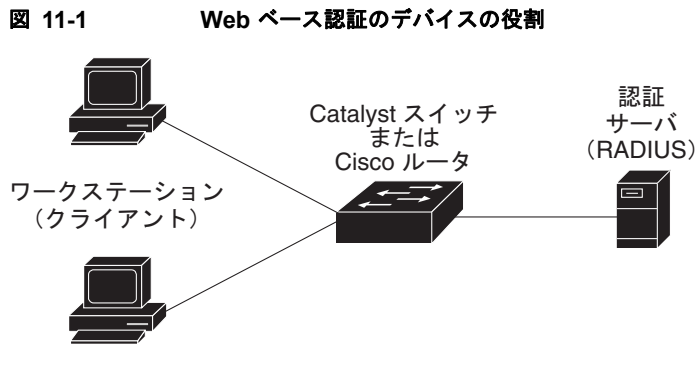 図 11-1 Web ベース認証のデバイスの役割
Catalyst スイッチ
または
Cisco ルータ
認証
サーバ
（RADIUS）
ワークステーション
（クライアント）